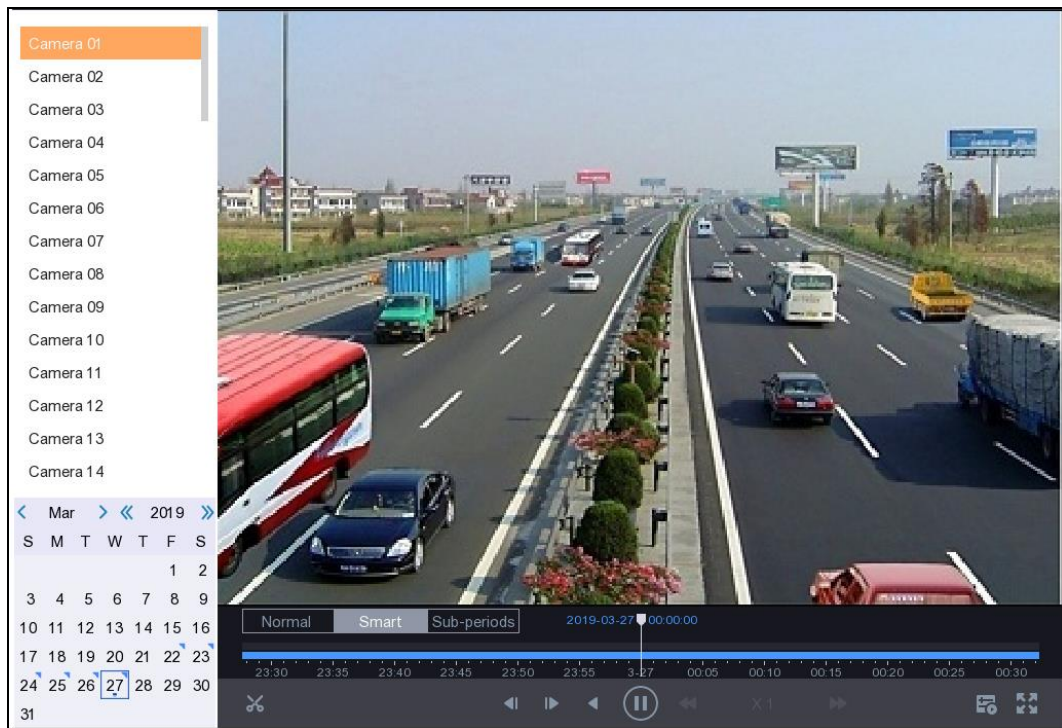 Camera 01
Camera 02
Camera 03
Camera 04
Camera 05
Camera 06
Camera 07
Camera 08
Camera 09
Camera 10
Camera 11
Camera 12
Camera 13
Camera 14
Mar 2019
S M T W T F S
1 2
3 4 5 6 7 8 9
10 11 12 13 14 15 16
17 18 19 20 21 22 23
24 25 26 27 28 29 30
31
Normal Smart Sub-periods 2019-03-27 00:00:00
23:30 23:35 23:40 23:45 23:50 23:55 3-27 00:05 00:10 00:15 00:20 00:25 00:30
X 1